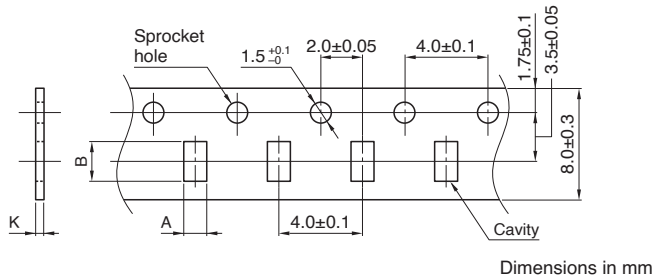 Sprocket
hole
1.5 +0.1 −0
2.0±0.05
4.0±0.1
1.75±0.1
3.5±0.05
8.0±0.3
B
K
A
4.0±0.1
Cavity
Dimensions in mm